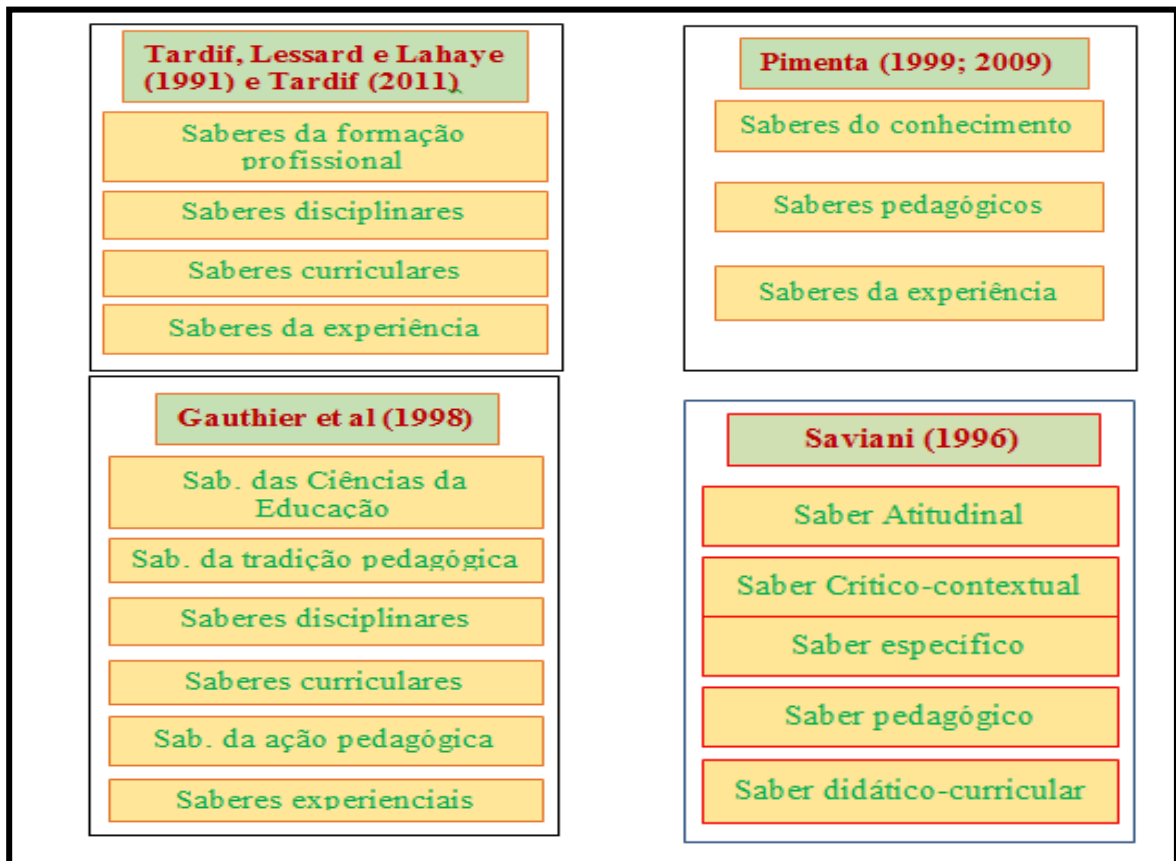 Tardif, Lessard e Lahaye
(1991) e Tardif (2011)
Saberes da formação
profissional
Saberes disciplinares
Saberes curriculares
Saberes da experiência
Pimenta (1999; 2009)
Saberes do conhecimento
Saberes pedagógicos
Saberes da experiência
Gauthier et al (1998)
Sab. das Ciências da
Educação
Sab. da tradição pedagógica
Saberes disciplinares
Saberes curriculares
Sab. da ação pedagógica
Saberes experienciais
Saviani (1996)
Saber Atitudinal
Saber Crítico-contextual
Saber específico
Saber pedagógico
Saber didático-curricular